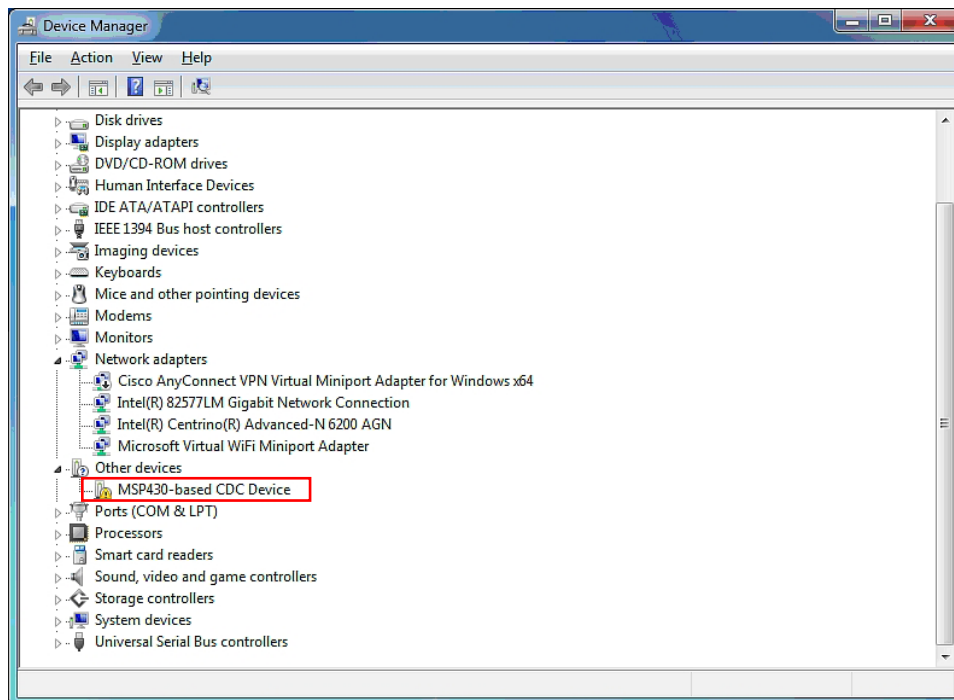 Device Manager
File Action View Help
Disk drives
Display adapters
DVD/CD-ROM drives
Human Interface Devices
IDE ATA/ATAPI controllers
IEEE 1394 Bus host controllers
Imaging devices
Keyboards
Mice and other pointing devices
Modems
Monitors
Network adapters
Cisco AnyConnect VPN Virtual Miniport Adapter for Windows x64
Intel(R) 82577LM Gigabit Network Connection
Intel(R) Centrino(R) Advanced-N 6200 AGN
Microsoft Virtual WiFi Miniport Adapter
Other devices
MSP430-based CDC Device
Ports (COM & LPT)
Processors
Smart card readers
Sound, video and game controllers
Storage controllers
System devices
Universal Serial Bus controllers